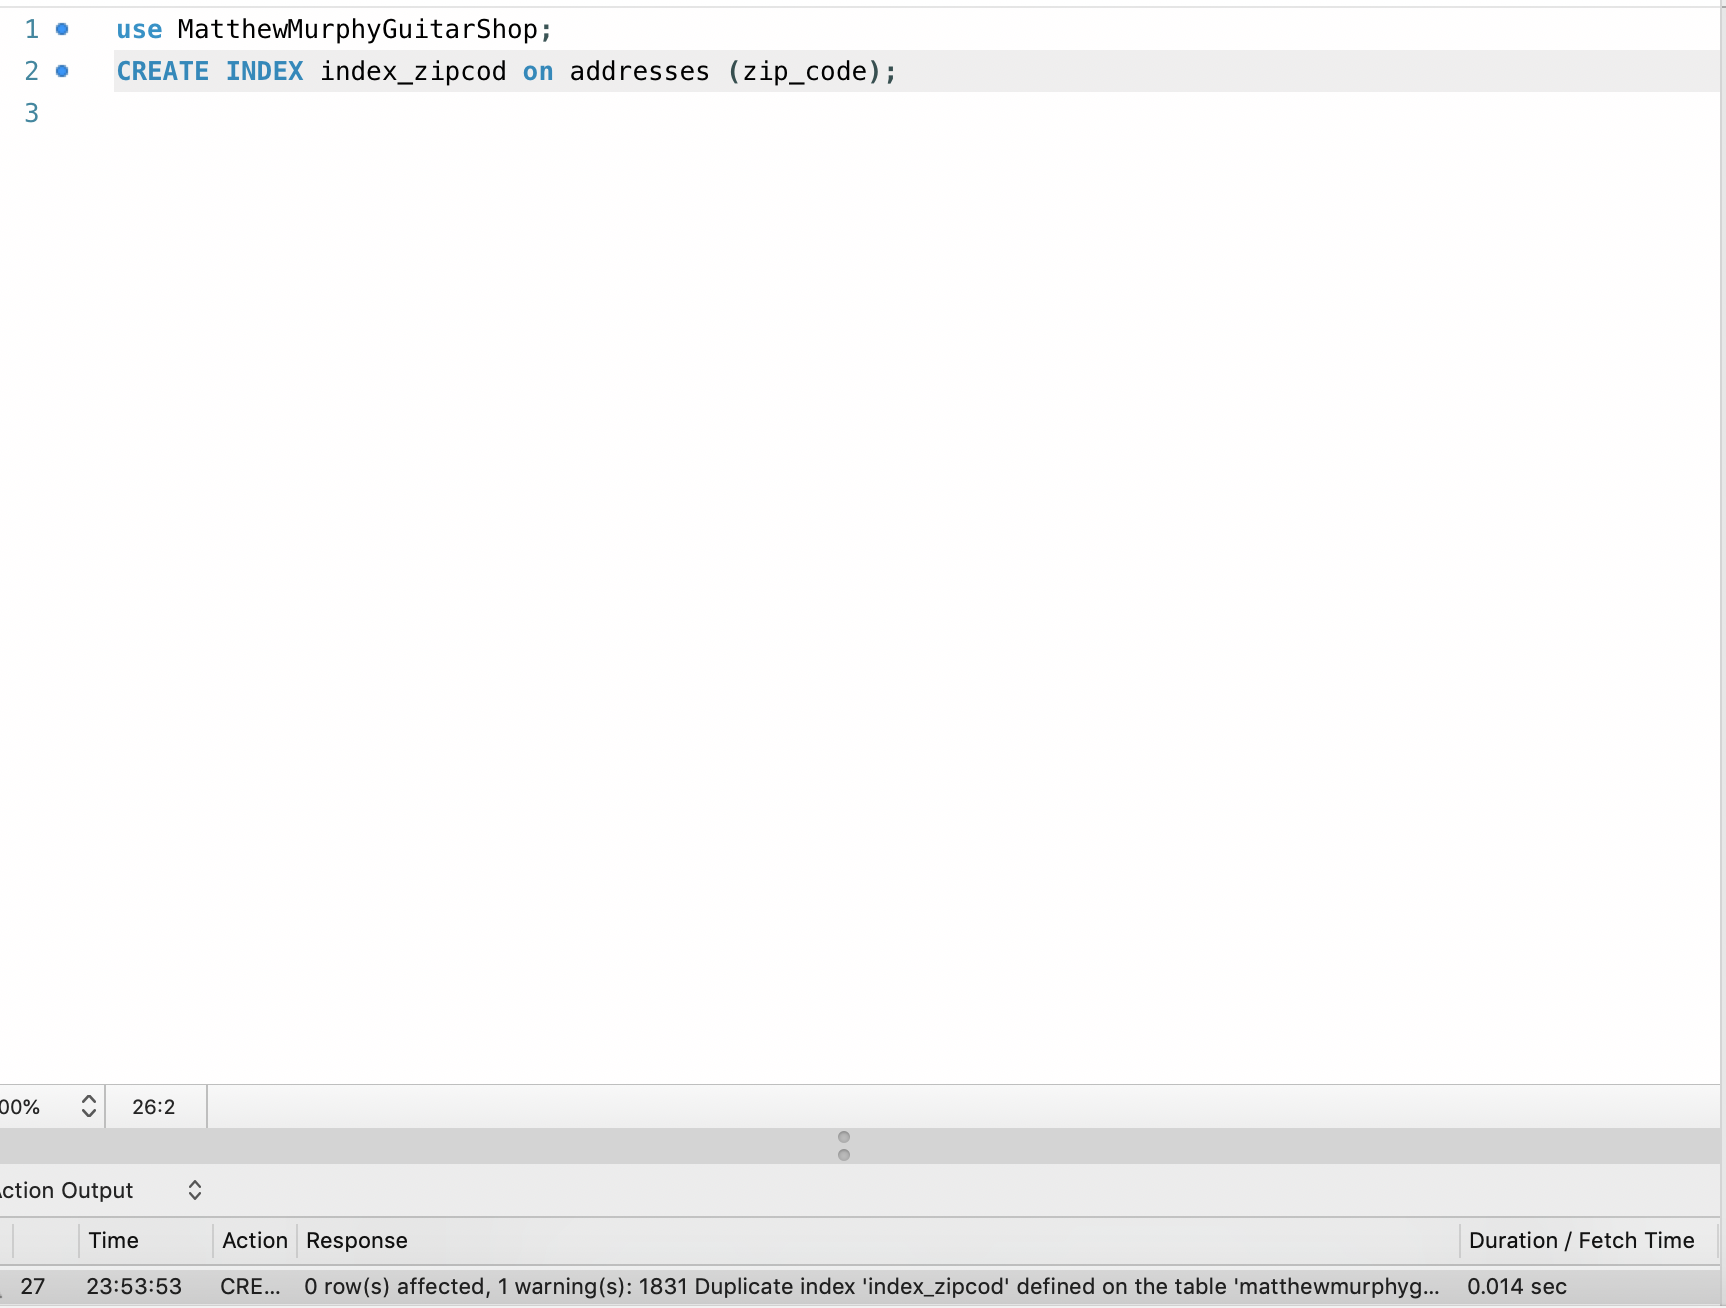 1 use MatthewMurphyGuitarShop;
2 CREATE INDEX index_zipcod on addresses (zip_code);
3
00% 26:2
ction Output
Time Action Response Duration / Fetch Time
27 23:53:53 CRE... 0 row(s) affected, 1 warning(s): 1831 Duplicate index 'index_zipcod' defined on the table 'matthewmurphyg... 0.014 sec